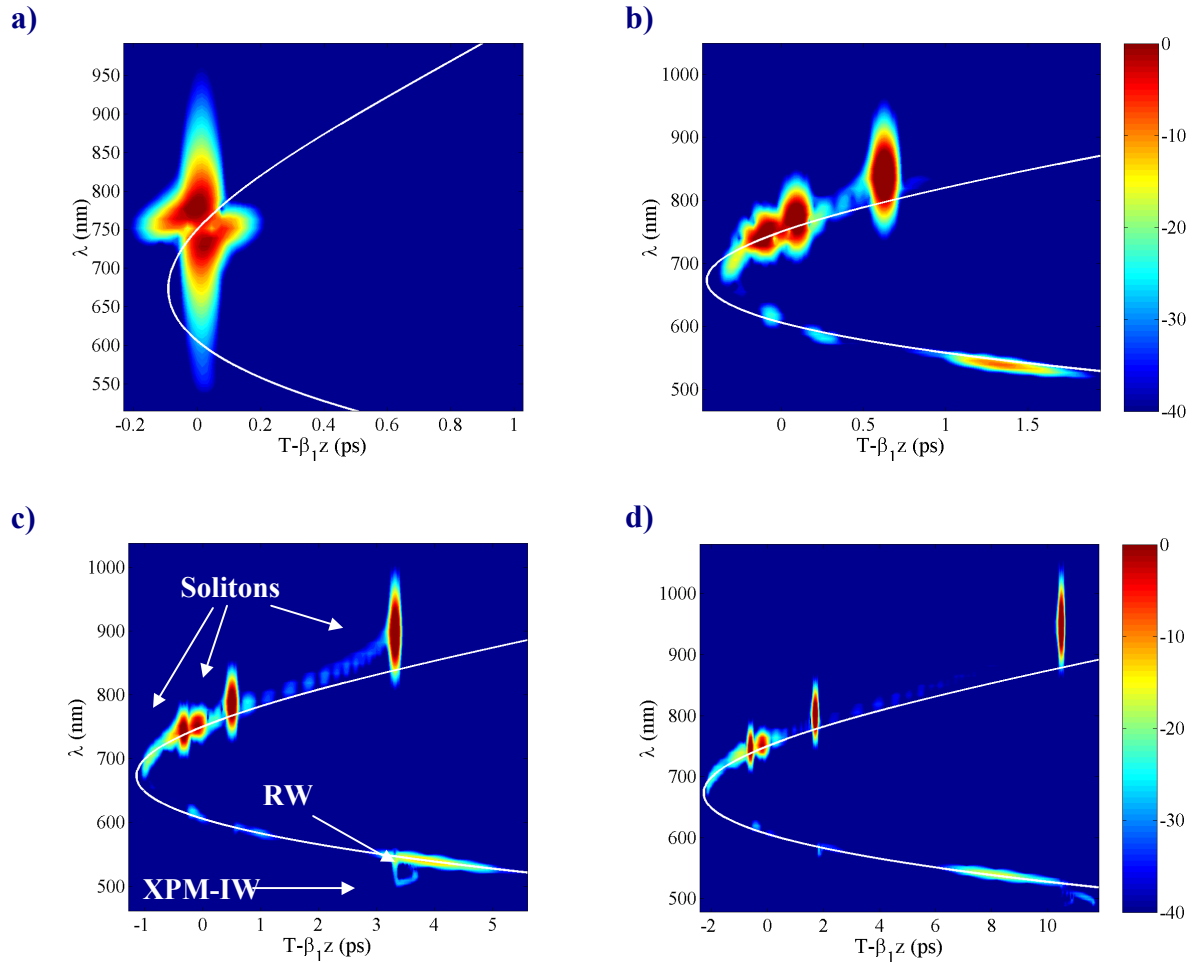 a)
950
900
850
800
750
700
650
600
550
λ (nm)
-0.2 0 0.2 0.4 0.6 0.8 1
T-β₁z (ps)
b)
1000
900
800
700
600
500
λ (nm)
0 0.5 1 1.5
T-β₁z (ps)
0
-10
-20
-30
-40
c)
1000
900
800
700
600
500
λ (nm)
Solitons
RW
XPM-IW
-1 0 1 2 3 4 5
T-β₁z (ps)
d)
1000
900
800
700
600
500
λ (nm)
-2 0 2 4 6 8 10
T-β₁z (ps)
0
-10
-20
-30
-40